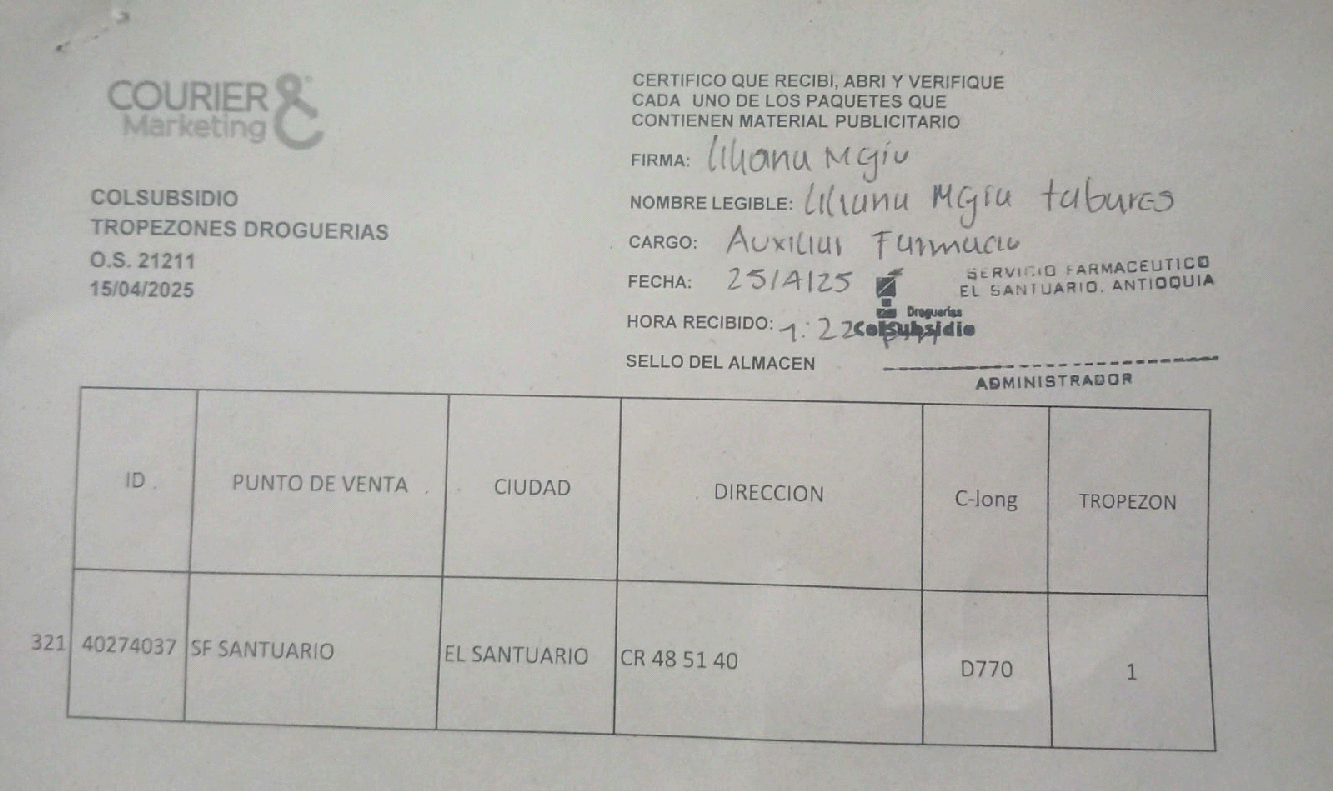 COURIER &
Marketing
COLSUBSIDIO
TROPEZONES DROGUERIAS
O.S. 21211
15/04/2025
CERTIFICO QUE RECIBI, ABRI Y VERIFIQUE
CADA UNO DE LOS PAQUETES QUE
CONTIENEN MATERIAL PUBLICITARIO
FIRMA: Liliana Mgiu
NOMBRE LEGIBLE: Liliana Mgiu tabares
CARGO: Auxiliar Farmacia
FECHA: 25/4/25
HORA RECIBIDO: 1:22
SELLO DEL ALMACEN
SERVICIO FARMACEUTICO
EL SANTUARIO, ANTIOQUIA
Droguerías
Colsubsidio
ADMINISTRADOR
ID PUNTO DE VENTA CIUDAD DIRECCION C-long TROPEZON
321 40274037 SF SANTUARIO EL SANTUARIO CR 48 51 40 D770 1